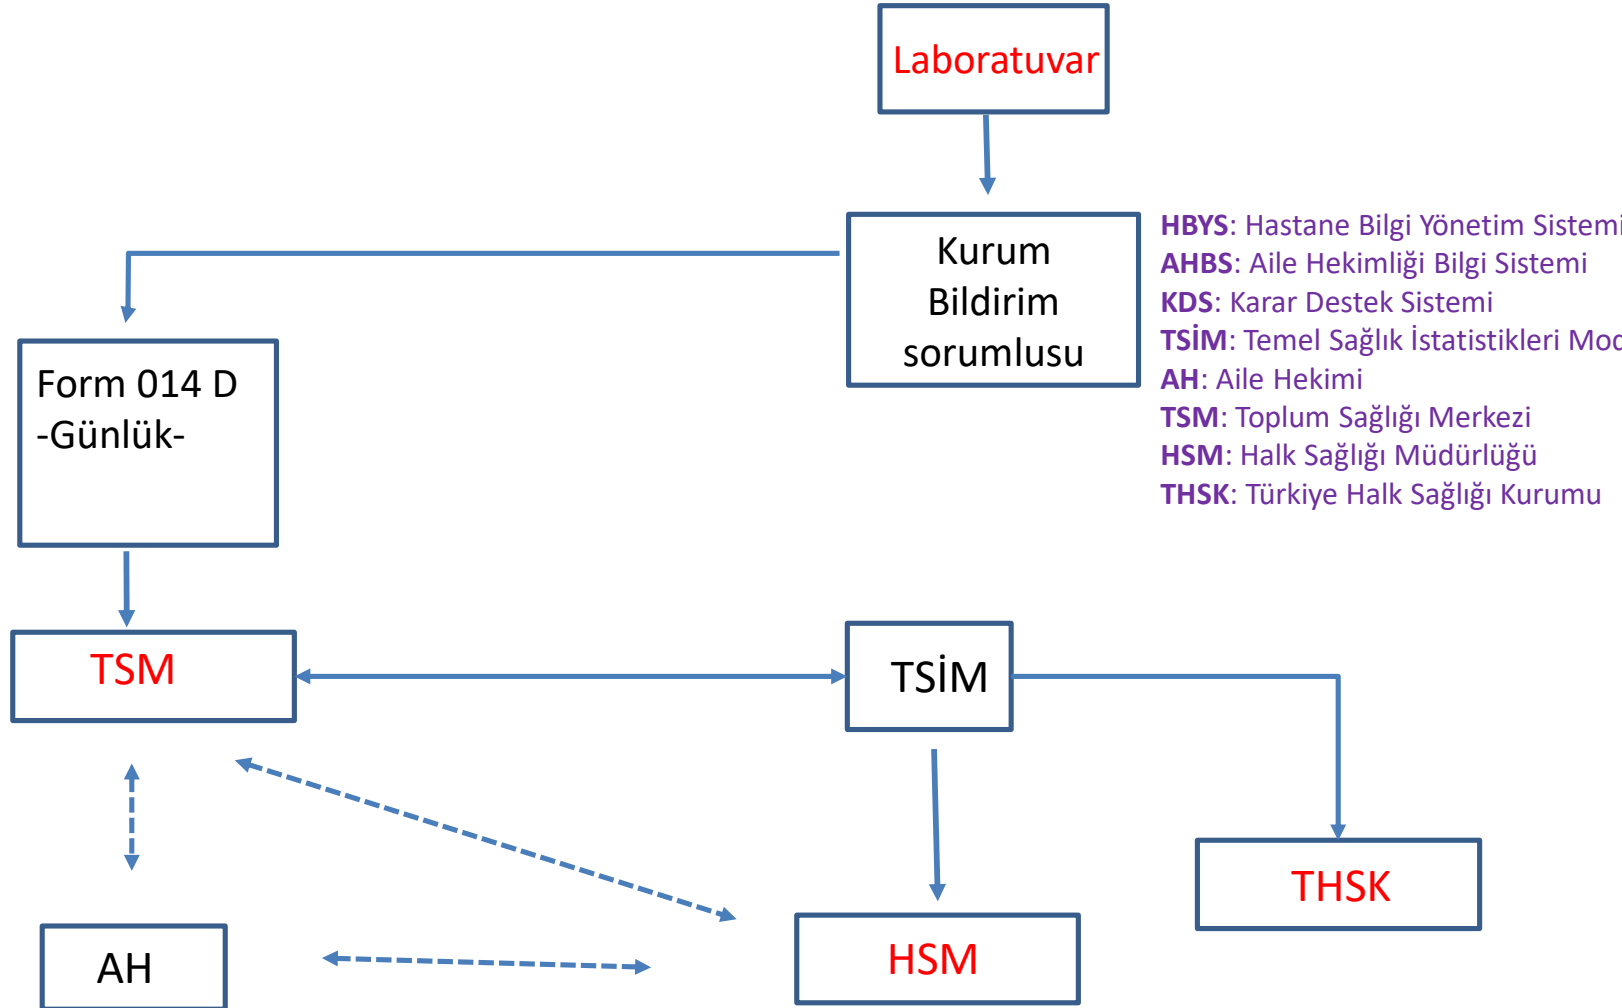 Laboratuvar
Kurum
Bildirim
sorumlusu
HBYS: Hastane Bilgi Yönetim Sistemi
AHBS: Aile Hekimliği Bilgi Sistemi
KDS: Karar Destek Sistemi
TSİM: Temel Sağlık İstatistikleri
AH: Aile Hekimi
TSM: Toplum Sağlığı Merkezi
HSM: Halk Sağlığı Müdürlüğü
THSK: Türkiye Halk Sağlığı Kurumu
Form 014 D
-Günlük-
TSM
TSİM
THSK
AH
HSM